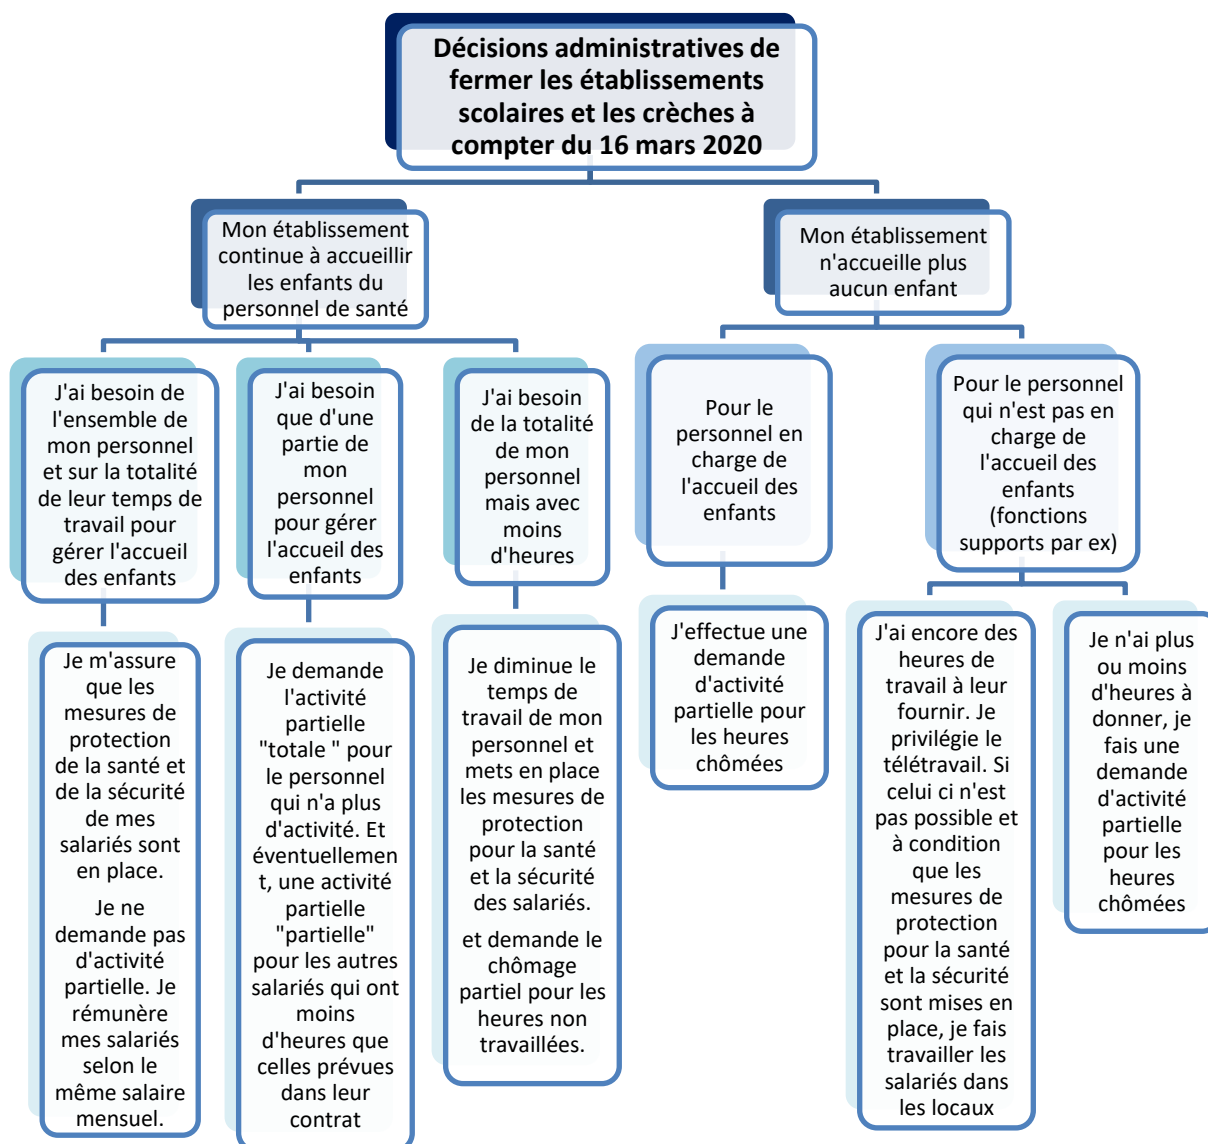 Décisions administratives de
fermer les établissements
scolaires et les crèches à
compter du 16 mars 2020
Mon établissement
continue à accueillir
les enfants du
personnel de santé
Mon établissement
n'accueille plus
aucun enfant
J'ai besoin de
l'ensemble de
mon personnel
et sur la totalité
de leur temps de
travail pour
gérer l'accueil
des enfants
J'ai besoin
que d'une
partie de
mon
personnel
pour gérer
l'accueil des
enfants
J'ai besoin
de la totalité
de mon
personnel
mais avec
moins
d'heures
Pour le
personnel en
charge de
l'accueil des
enfants
Pour le personnel
qui n'est pas en
charge de
l'accueil des
enfants
(fonctions
supports par ex)
Je m'assure
que les
mesures de
protection
de la santé et
de la sécurité
de mes
salariés sont
en place.
Je ne
demande pas
d'activité
partielle. Je
rémunère
mes salariés
selon le
même salaire
mensuel.
Je demande
l'activité
partielle
"totale " pour
le personnel
qui n'a plus
d'activité. Et
éventuellemen
t, une activité
partielle
"partielle"
pour les autres
salariés qui ont
moins
d'heures que
celles prévues
dans leur
contrat
Je diminue le
temps de
travail de mon
personnel et
mets en place
les mesures de
protection
pour la santé
et la sécurité
des salariés.
et demande le
chômage
partiel pour les
heures non
travaillées.
J'effectue une
demande
d'activité
partielle pour
les heures
chômées
J'ai encore des
heures de
travail à leur
fournir. Je
privilégie le
télétravail. Si
celui ci n'est
pas possible et
à condition
que les
mesures de
protection
pour la santé
et la sécurité
sont mises en
place, je fais
travailler les
salariés dans
les locaux
Je n'ai plus
ou moins
d'heures à
donner, je
fais une
demande
d'activité
partielle
pour les
heures
chômées